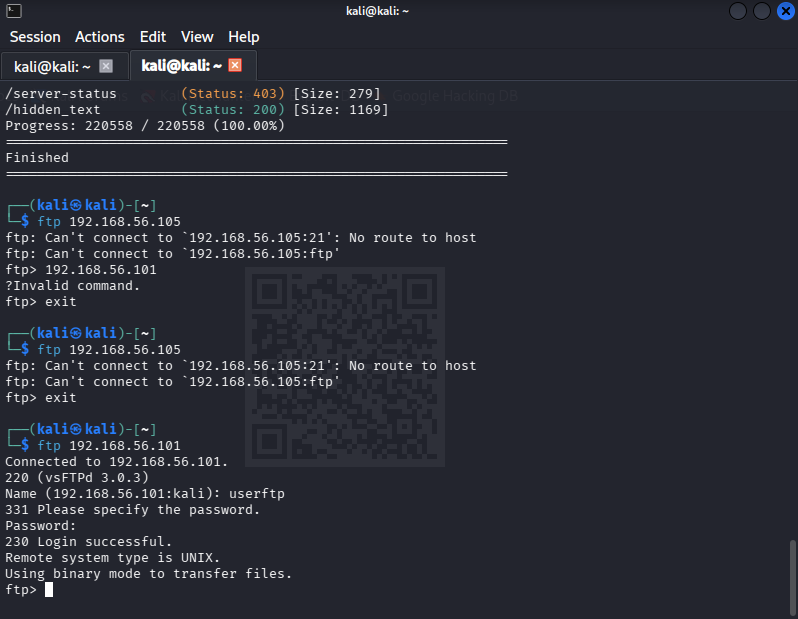 kali@kali: ~
Session Actions Edit View Help
kali@kali: ~ kali@kali: ~
/server-status (Status: 403) [Size: 279]
/hidden_text (Status: 200) [Size: 1169]
Google Hacking DB
Progress: 220558 / 220558 (100.00%)
===============================================================
Finished
===============================================================
┌──(kali㉿kali)-[~]
└─$ ftp 192.168.56.105
ftp: Can't connect to `192.168.56.105:21': No route to host
ftp: Can't connect to `192.168.56.105:ftp'
ftp> 192.168.56.101
?Invalid command.
ftp> exit
┌──(kali㉿kali)-[~]
└─$ ftp 192.168.56.105
ftp: Can't connect to `192.168.56.105:21': No route to host
ftp: Can't connect to `192.168.56.105:ftp'
ftp> exit
┌──(kali㉿kali)-[~]
└─$ ftp 192.168.56.101
Connected to 192.168.56.101.
220 (vsFTPd 3.0.3)
Name (192.168.56.101:kali): userftp
331 Please specify the password.
Password:
230 Login successful.
Remote system type is UNIX.
Using binary mode to transfer files.
ftp>